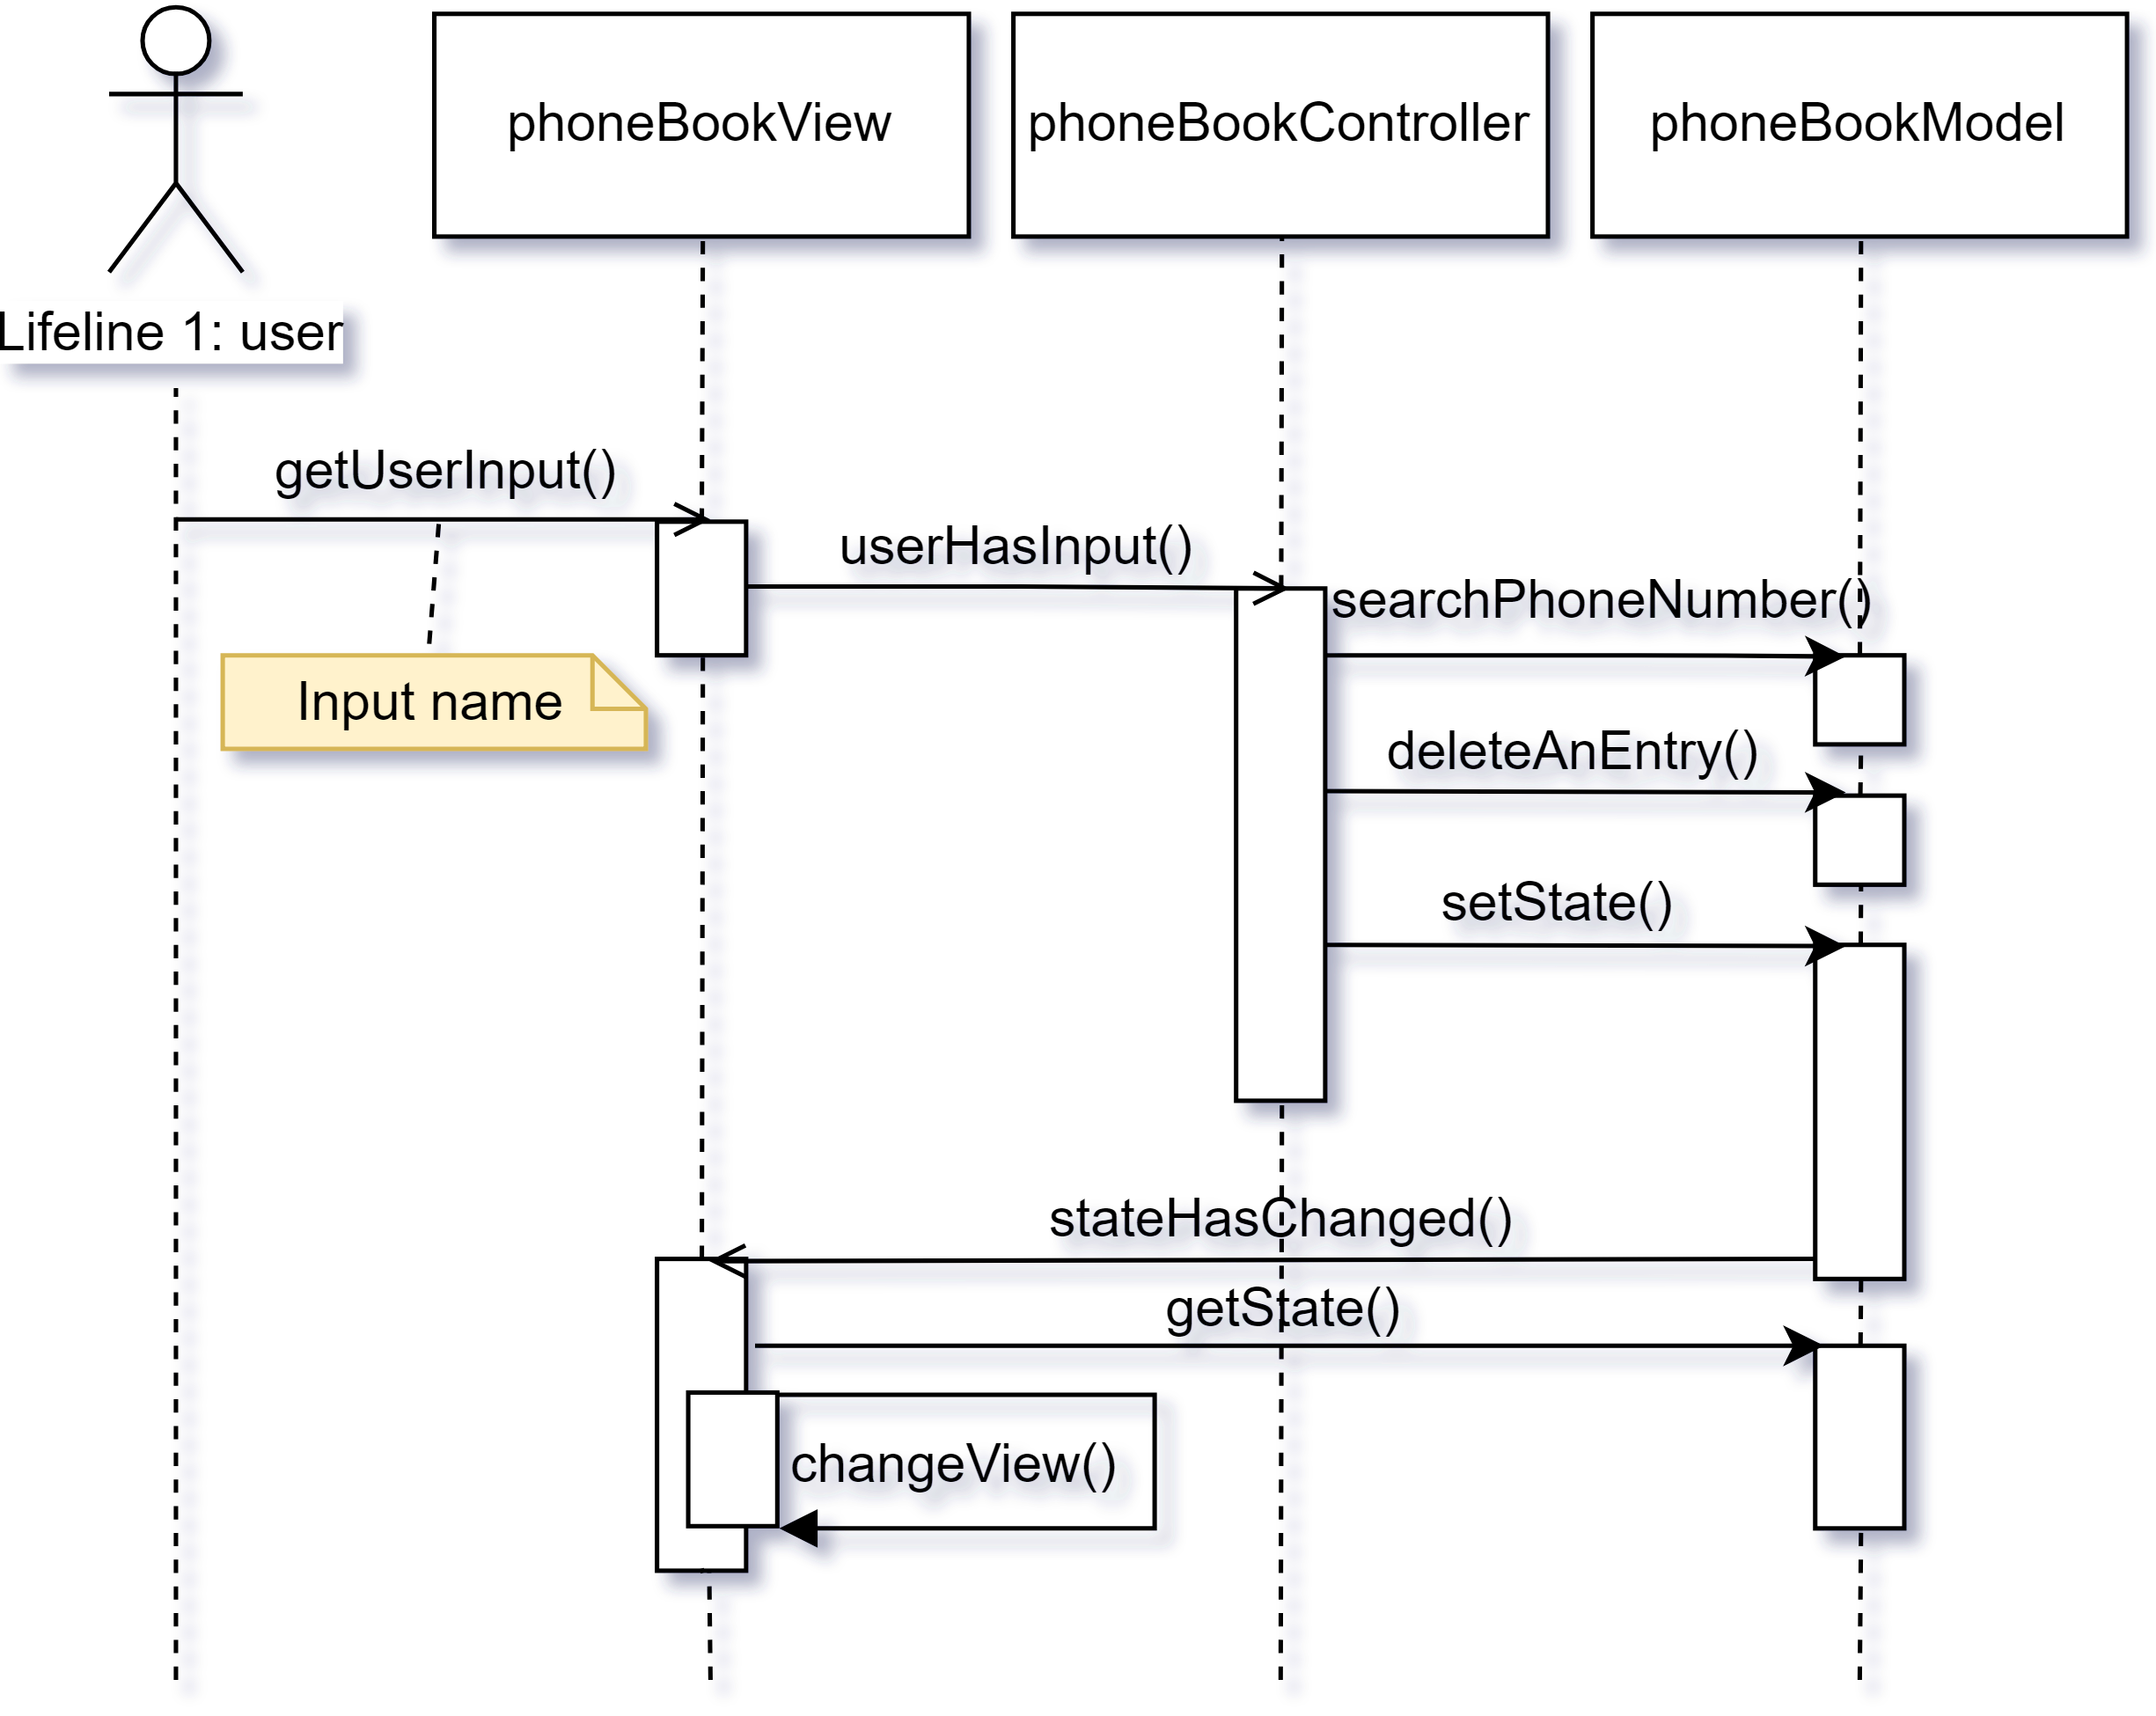 phoneBookView
phoneBookController
phoneBookModel
Lifeline 1: user
getUserInput()
userHasInput()
searchPhoneNumber()
Input name
deleteAnEntry()
setState()
stateHasChanged()
getState()
changeView()